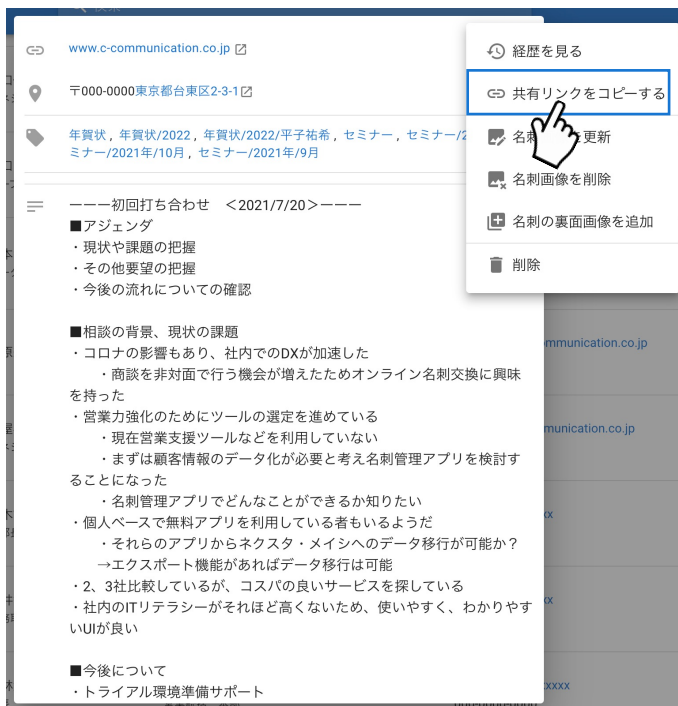 検索
www.c-communication.co.jp
〒000-0000東京都台東区2-3-1
年賀状 , 年賀状/2022 , 年賀状/2022/平子祐希 , セミナー , セミナー/2
ミナー/2021年/10月 , セミナー/2021年/9月
ーーー初回打ち合わせ　＜2021/7/20＞ーーー
■アジェンダ
・現状や課題の把握
・その他要望の把握
・今後の流れについての確認
■相談の背景、現状の課題
・コロナの影響もあり、社内でのDXが加速した
・商談を非対面で行う機会が増えたためオンライン名刺交換に興味
を持った
・営業力強化のためにツールの選定を進めている
・現在営業支援ツールなどを利用していない
・まずは顧客情報のデータ化が必要と考え名刺管理アプリを検討す
ることになった
・名刺管理アプリでどんなことができるか知りたい
・個人ベースで無料アプリを利用している者もいるようだ
・それらのアプリからネクスタ・メイシへのデータ移行が可能か？
→エクスポート機能があればデータ移行は可能
・2、3社比較しているが、コスパの良いサービスを探している
・社内のITリテラシーがそれほど高くないため、使いやすく、わかりやす
いUIが良い
■今後について
・トライアル環境準備サポート
経歴を見る
共有リンクをコピーする
名刺
を更新
名刺画像を削除
名刺の裏面画像を追加
削除
ommunication.co.jp
munication.co.jp
xx
xx
xxxx